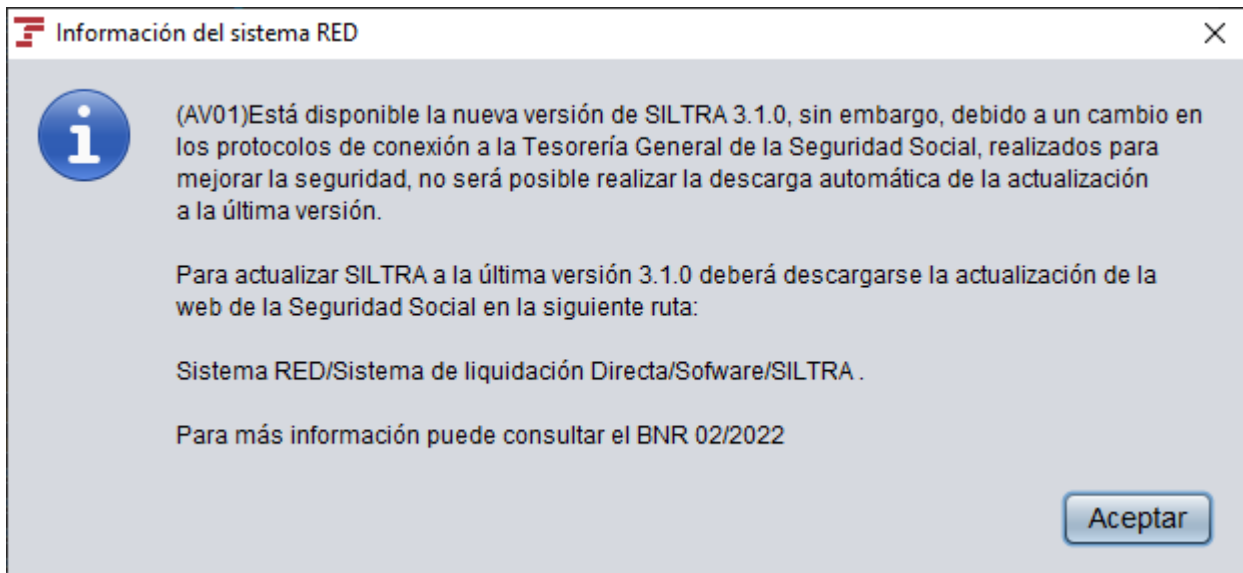 Información del sistema RED
(AV01)Está disponible la nueva versión de SILTRA 3.1.0, sin embargo, debido a un cambio en
los protocolos de conexión a la Tesorería General de la Seguridad Social, realizados para
mejorar la seguridad, no será posible realizar la descarga automática de la actualización
a la última versión.
Para actualizar SILTRA a la última versión 3.1.0 deberá descargarse la actualización de la
web de la Seguridad Social en la siguiente ruta:
Sistema RED/Sistema de liquidación Directa/Sofware/SILTRA .
Para más información puede consultar el BNR 02/2022
Aceptar